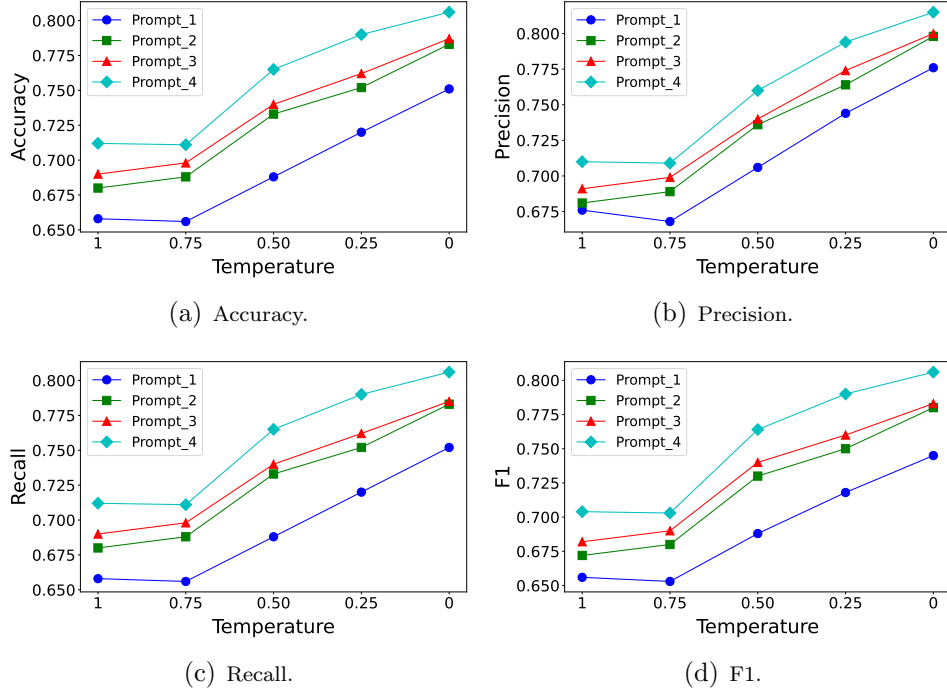 Prompt_1
Prompt_2
Prompt_3
Prompt_4
0.800
0.775
0.750
0.725
0.700
0.675
0.650
Accuracy
1 0.75 0.50 0.25 0
Temperature
(a) Accuracy.
Prompt_1
Prompt_2
Prompt_3
Prompt_4
0.800
0.775
0.750
0.725
0.700
0.675
Precision
1 0.75 0.50 0.25 0
Temperature
(b) Precision.
Prompt_1
Prompt_2
Prompt_3
Prompt_4
0.800
0.775
0.750
0.725
0.700
0.675
0.650
Recall
1 0.75 0.50 0.25 0
Temperature
(c) Recall.
Prompt_1
Prompt_2
Prompt_3
Prompt_4
0.800
0.775
0.750
0.725
0.700
0.675
0.650
F1
1 0.75 0.50 0.25 0
Temperature
(d) F1.